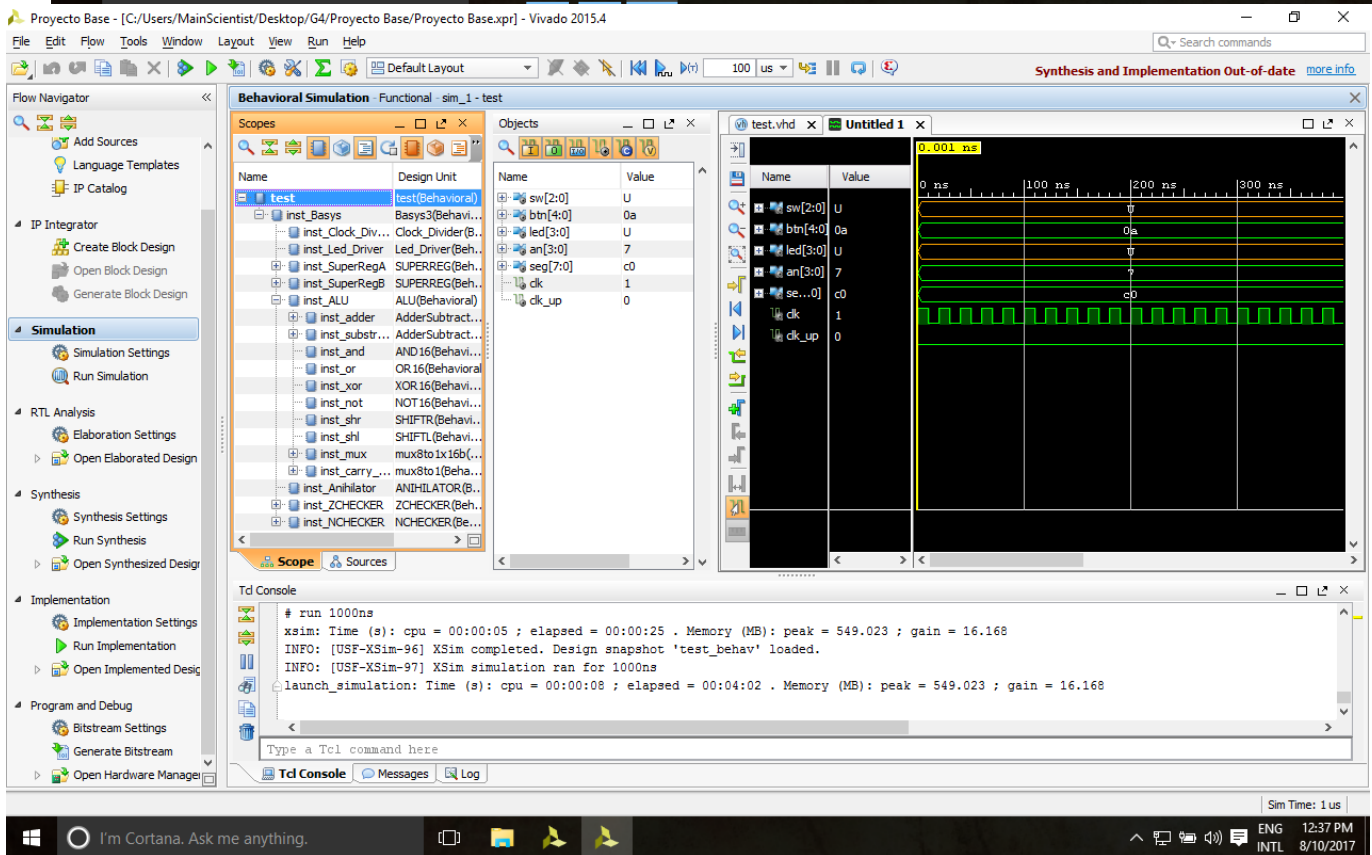 Proyecto Base - [C:/Users/MainScientist/Desktop/G4/Proyecto Base/Proyecto Base.xpr] - Vivado 2015.4
File Edit Flow Tools Window Layout View Run Help
Q- Search commands
Default Layout
100 us
Synthesis and Implementation Out-of-date more info
Flow Navigator
Add Sources
Language Templates
IP Catalog
IP Integrator
Create Block Design
Open Block Design
Generate Block Design
Simulation
Simulation Settings
Run Simulation
RTL Analysis
Elaboration Settings
Open Elaborated Design
Synthesis
Synthesis Settings
Run Synthesis
Open Synthesized Design
Implementation
Implementation Settings
Run Implementation
Open Implemented Desig
Program and Debug
Bitstream Settings
Generate Bitstream
Open Hardware Manager
Behavioral Simulation - Functional - sim_1 - test
Scopes
Name Design Unit
test test(Behavioral)
inst_Basys Basys3(Behavi...
inst_Clock_Div... Clock_Divider(B...
inst_Led_Driver Led_Driver(Beh...
inst_SuperRegA SUPERREG(Beh...
inst_SuperRegB SUPERREG(Beh...
inst_ALU ALU(Behavioral)
inst_adder AdderSubtract...
inst_substr... AdderSubtract...
inst_and AND16(Behavi...
inst_or OR16(Behavioral
inst_xor XOR16(Behavi...
inst_not NOT16(Behavi...
inst_shr SHIFTR(Behavi...
inst_shl SHIFTL(Behavi...
inst_mux mux8to1x16b(...
inst_carry_... mux8to1(Beha...
inst_Anihilator ANIHILATOR(B...
inst_ZCHECKER ZCHECKER(Beh...
inst_NCHECKER NCHECKER(Be...
Scope Sources
Objects
Name Value
sw[2:0] U
btn[4:0] 0a
led[3:0] U
an[3:0] 7
seg[7:0] c0
clk 1
clk_up 0
test.vhd Untitled 1
0.001 ns
Name Value
0 ns 100 ns 200 ns 300 ns
sw[2:0] U U
btn[4:0] 0a 0a
led[3:0] U U
an[3:0] 7 7
se...0] c0 c0
clk 1
clk_up 0
Tcl Console
# run 1000ns
xsim: Time (s): cpu = 00:00:05 ; elapsed = 00:00:25 . Memory (MB): peak = 549.023 ; gain = 16.168
INFO: [USF-XSim-96] XSim completed. Design snapshot 'test_behav' loaded.
INFO: [USF-XSim-97] XSim simulation ran for 1000ns
launch_simulation: Time (s): cpu = 00:00:08 ; elapsed = 00:04:02 . Memory (MB): peak = 549.023 ; gain = 16.168
Type a Tcl command here
Tcl Console Messages Log
Sim Time: 1 us
I'm Cortana. Ask me anything.
ENG 12:37 PM
INTL 8/10/2017